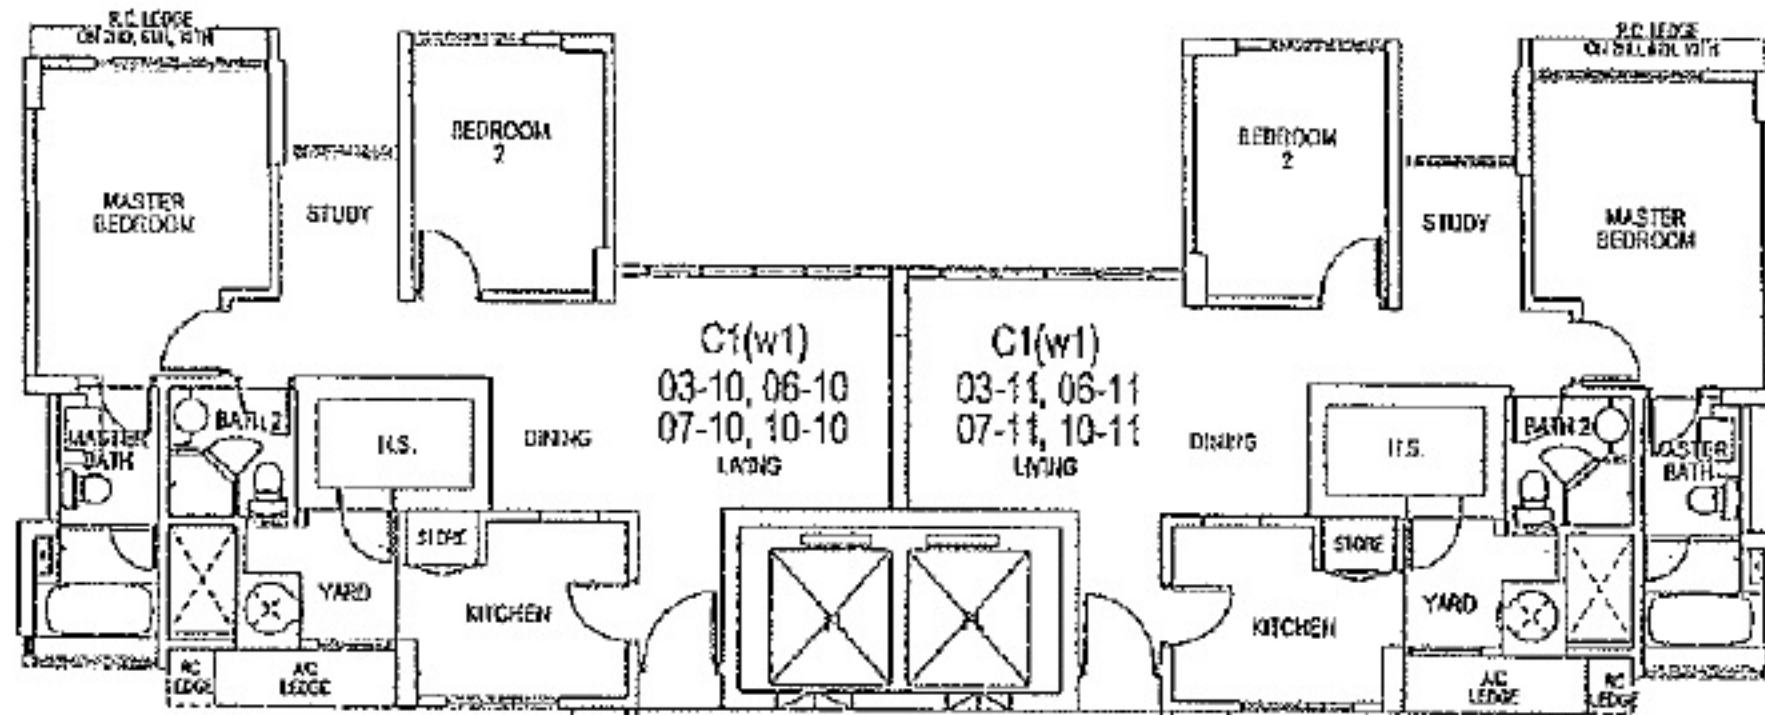 R.C. LEDGE
R.C. LEDGE
BEDROOM
2
BEDROOM
2
MASTER
BEDROOM
STUDY
STUDY
MASTER
BEDROOM
C1(w1)
03-10, 06-10
07-10, 10-10
LIVING
C1(w1)
03-11, 06-11
07-11, 10-11
LIVING
MASTER
BATH
BATH 2
H.S.
DINING
DINING
H.S.
BATH 2
MASTER
BATH
STORE
STORE
YARD
KITCHEN
KITCHEN
YARD
AC
LEDGE
A/C
LEDGE
A/C
LEDGE
AC
LEDGE